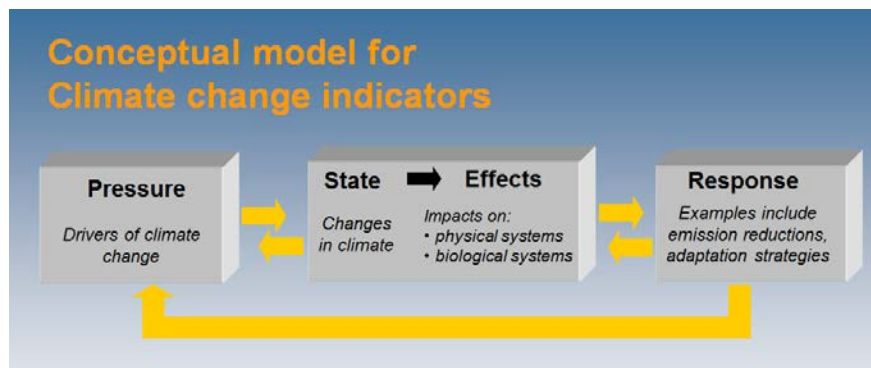 Conceptual model for
Climate change indicators
Pressure
Drivers of climate
change
State
Changes
in climate
Effects
Impacts on:
• physical systems
• biological systems
Response
Examples include
emission reductions,
adaptation strategies